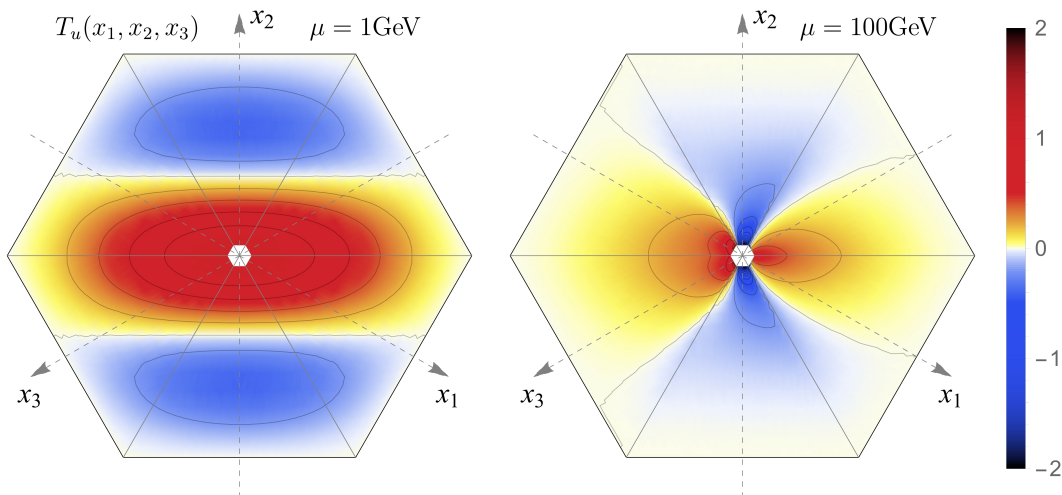 T_u(x_1, x_2, x_3)
μ = 1GeV
x_2
x_3
x_1
μ = 100GeV
x_2
x_3
x_1
2
1
0
−1
−2